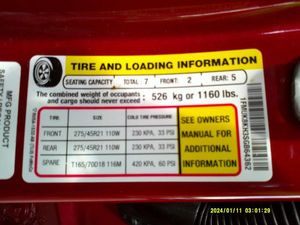 TIRE AND LOADING INFORMATION
SEATING CAPACITY TOTAL 7 FRONT: 2 REAR: 5
The combined weight of occupants and cargo should never exceed: 526 kg or 1160 lbs.
TIRE SIZE COLD TIRE PRESSURE
FRONT 275/45R21 110W 230 KPA, 33 PSI
REAR 275/45R21 110W 230 KPA, 33 PSI
SPARE T165/70D18 116M 420 KPA, 60 PSI
SEE OWNERS
MANUAL FOR
ADDITIONAL
INFORMATION
MFG PRODUCT
SAFETY
2024/01/11 03:01:29